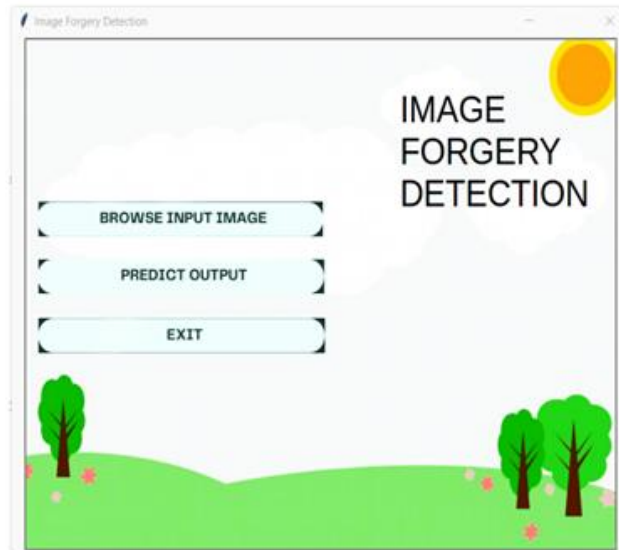 Image Forgery Detection
IMAGE
FORGERY
DETECTION
BROWSE INPUT IMAGE
PREDICT OUTPUT
EXIT